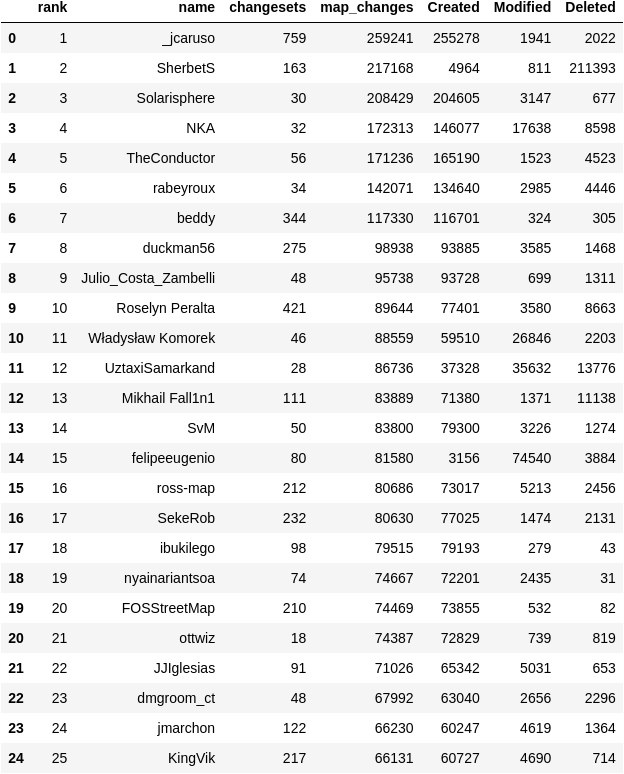 rank name changesets map_changes Created Modified Deleted
0 1 _jcaruso 759 259241 255278 1941 2022
1 2 SherbetS 163 217168 4964 811 211393
2 3 Solarisphere 30 208429 204605 3147 677
3 4 NKA 32 172313 146077 17638 8598
4 5 TheConductor 56 171236 165190 1523 4523
5 6 rabeyroux 34 142071 134640 2985 4446
6 7 beddy 344 117330 116701 324 305
7 8 duckman56 275 98938 93885 3585 1468
8 9 Julio_Costa_Zambelli 48 95738 93728 699 1311
9 10 Roselyn Peralta 421 89644 77401 3580 8663
10 11 Władysław Komorek 46 88559 59510 26846 2203
11 12 UztaxiSamarkand 28 86736 37328 35632 13776
12 13 Mikhail Fall1n1 111 83889 71380 1371 11138
13 14 SvM 50 83800 79300 3226 1274
14 15 felipeeugenio 80 81580 3156 74540 3884
15 16 ross-map 212 80686 73017 5213 2456
16 17 SekeRob 232 80630 77025 1474 2131
17 18 ibukilego 98 79515 79193 279 43
18 19 nyainariantsoa 74 74667 72201 2435 31
19 20 FOSStreetMap 210 74469 73855 532 82
20 21 ottwiz 18 74387 72829 739 819
21 22 JJIglesias 91 71026 65342 5031 653
22 23 dmgroom_ct 48 67992 63040 2656 2296
23 24 jmarchon 122 66230 60247 4619 1364
24 25 KingVik 217 66131 60727 4690 714